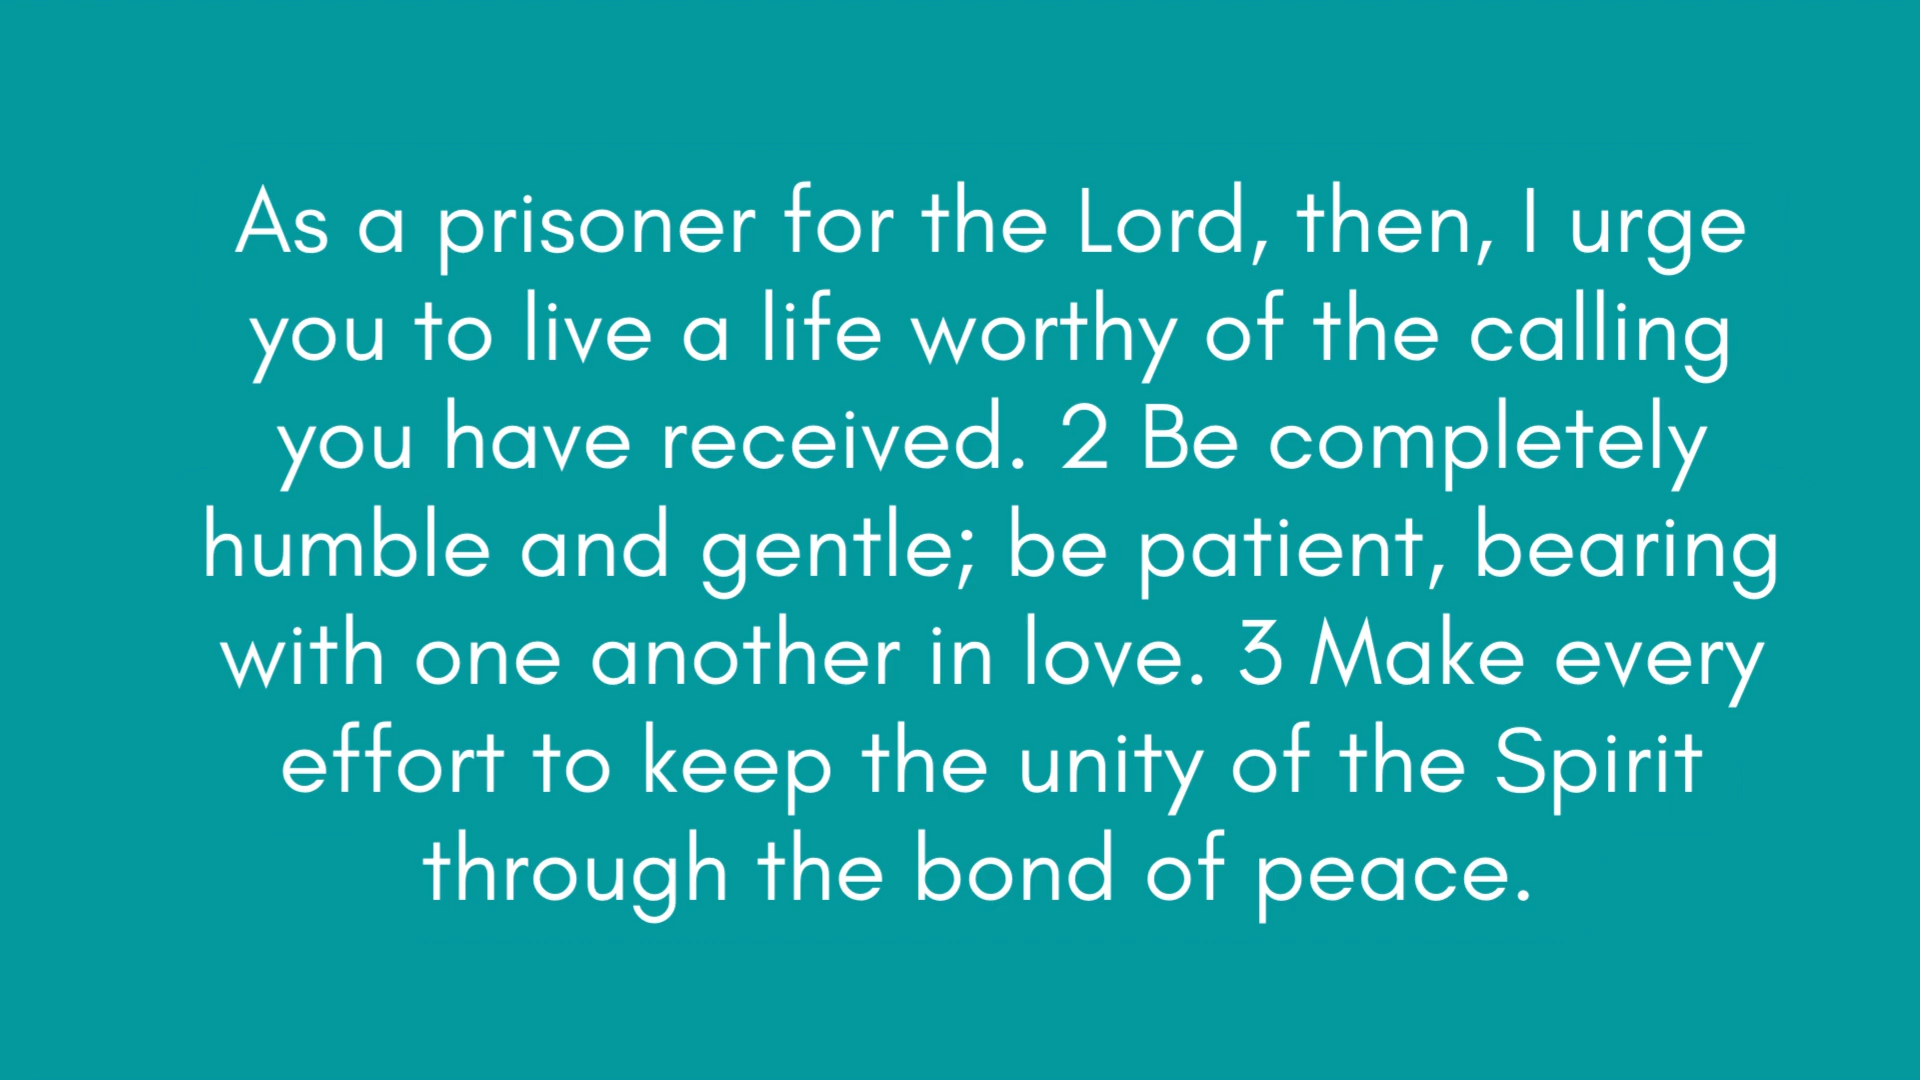 As a prisoner for the Lord, then, I urge
you to live a life worthy of the calling
you have received. 2 Be completely
humble and gentle; be patient, bearing
with one another in love. 3 Make every
effort to keep the unity of the Spirit
through the bond of peace.